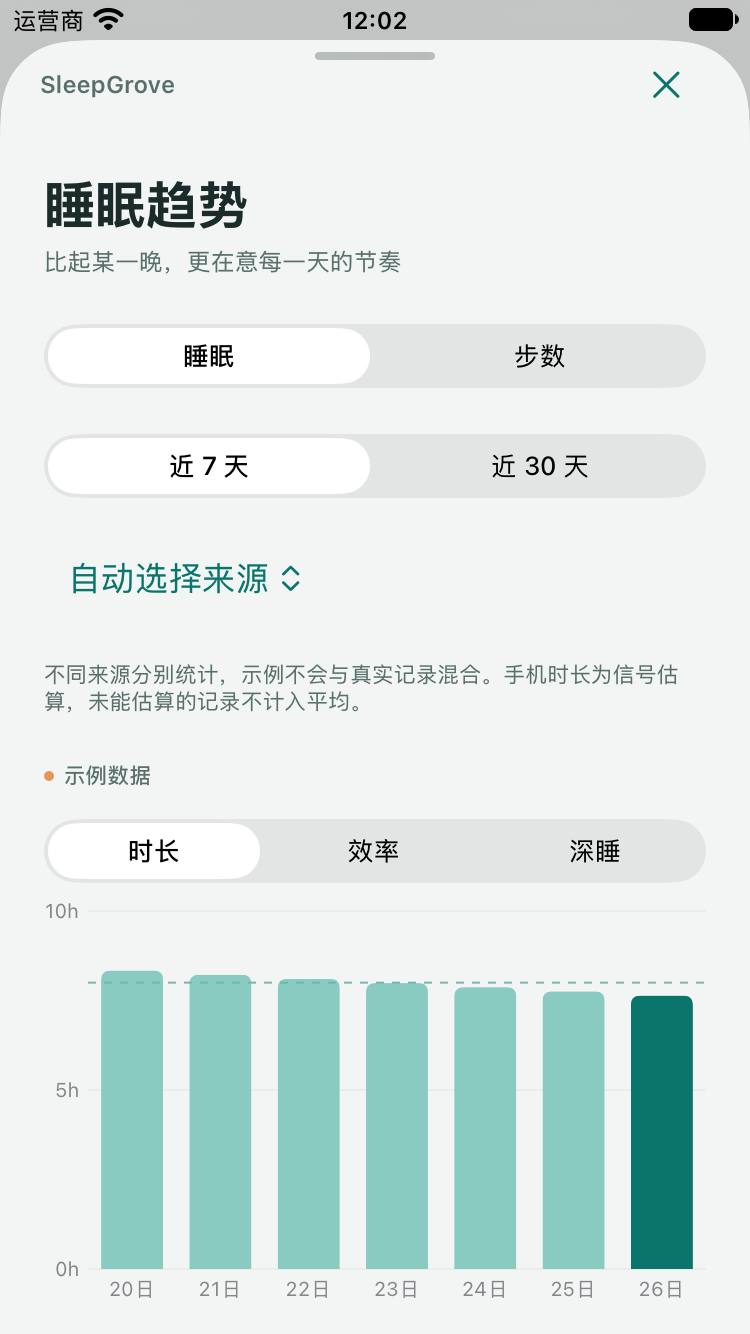 运营商 12:02
SleepGrove
睡眠趋势
比起某一晚，更在意每一天的节奏
睡眠 步数
近 7 天 近 30 天
自动选择来源
不同来源分别统计，示例不会与真实记录混合。手机时长为信号估
算，未能估算的记录不计入平均。
示例数据
时长 效率 深睡
10h
5h
0h
20日 21日 22日 23日 24日 25日 26日